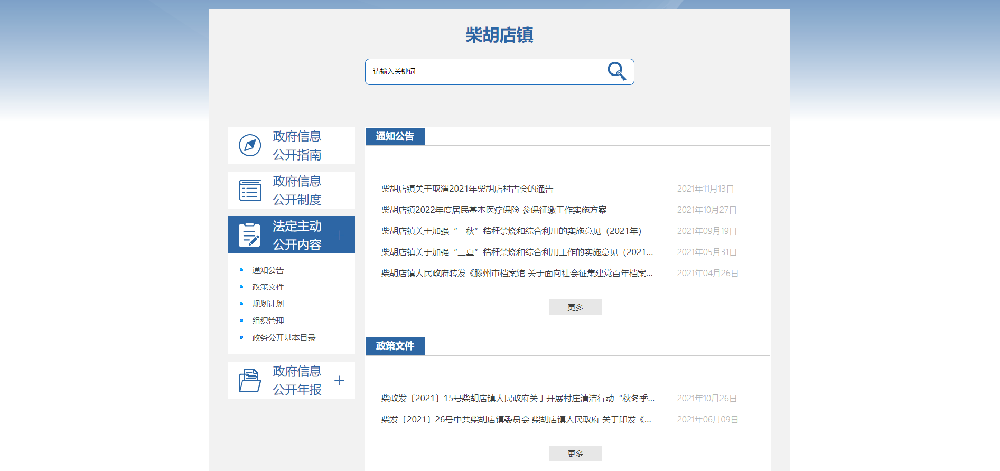 柴胡店镇
请输入关键词
政府信息
公开指南
政府信息
公开制度
法定主动
公开内容
通知公告
政策文件
规划计划
组织管理
政务公开基本目录
政府信息
公开年报
通知公告
柴胡店镇关于取消2021年柴胡店村古会的通告 2021年11月13日
柴胡店镇2022年度居民基本医疗保险 参保征缴工作实施方案 2021年10月27日
柴胡店镇关于加强“三秋”秸秆禁烧和综合利用的实施意见（2021年） 2021年09月19日
柴胡店镇关于加强“三夏”秸秆禁烧和综合利用工作的实施意见（2021... 2021年05月31日
柴胡店镇人民政府转发《滕州市档案馆 关于面向社会征集建党百年档案... 2021年04月26日
更多
政策文件
柴政发〔2021〕15号柴胡店镇人民政府关于开展村庄清洁行动“秋冬季... 2021年10月26日
柴发〔2021〕26号中共柴胡店镇委员会 柴胡店镇人民政府 关于印发《... 2021年06月09日
更多